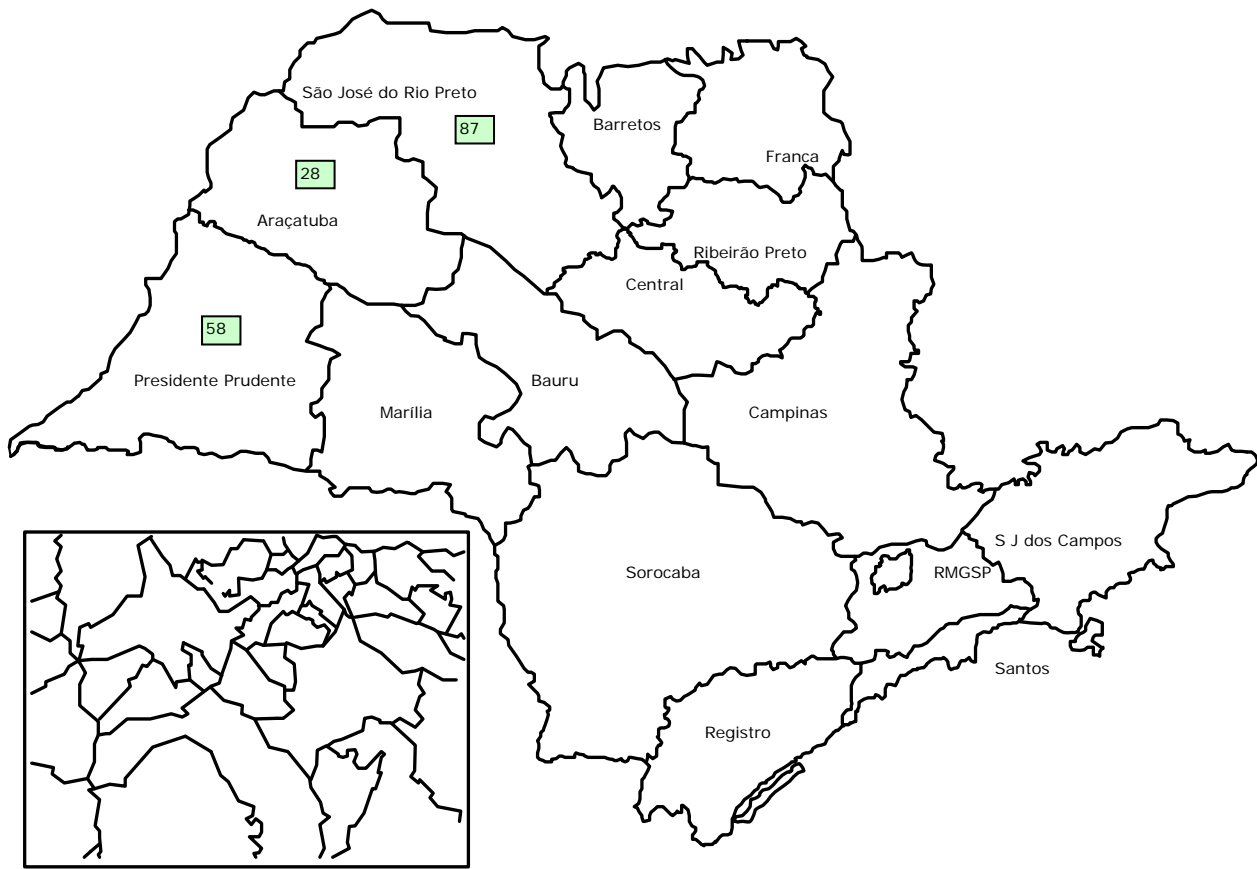 São José do Rio Preto
87
Barretos
Franca
28
Araçatuba
Ribeirão Preto
Central
58
Presidente Prudente
Bauru
Marília
Campinas
S J dos Campos
Sorocaba
RMGSP
Santos
Registro